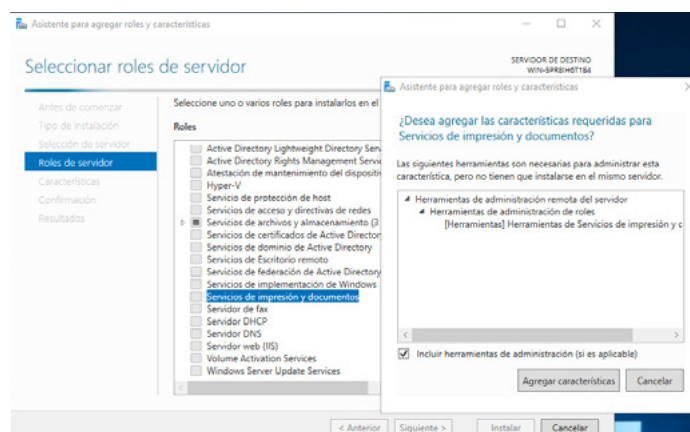 Asistente para agregar roles y características
Seleccionar roles de servidor
SERVIDOR DE DESTINO
WIN-5PRBIH6T1B4
Antes de comenzar
Tipo de instalación
Selección de servidor
Roles de servidor
Características
Confirmación
Resultados
Seleccione uno o varios roles para instalarlos en el
Roles
Active Directory Lightweight Directory Serv
Active Directory Rights Management Servic
Atestación de mantenimiento del dispositi
Hyper-V
Servicio de protección de host
Servicios de acceso y directivas de redes
Servicios de archivos y almacenamiento (3
Servicios de certificados de Active Director
Servicios de dominio de Active Directory
Servicios de Escritorio remoto
Servicios de federación de Active Directory
Servicios de implementación de Windows
Servicios de impresión y documentos
Servidor de fax
Servidor DHCP
Servidor DNS
Servidor web (IIS)
Volume Activation Services
Windows Server Update Services
< Anterior
Siguiente >
Instalar
Cancelar
Asistente para agregar roles y características
¿Desea agregar las características requeridas para
Servicios de impresión y documentos?
Las siguientes herramientas son necesarias para administrar esta
característica, pero no tienen que instalarse en el mismo servidor.
Herramientas de administración remota del servidor
Herramientas de administración de roles
[Herramientas] Herramientas de Servicios de impresión y c
Incluir herramientas de administración (si es aplicable)
Agregar características
Cancelar